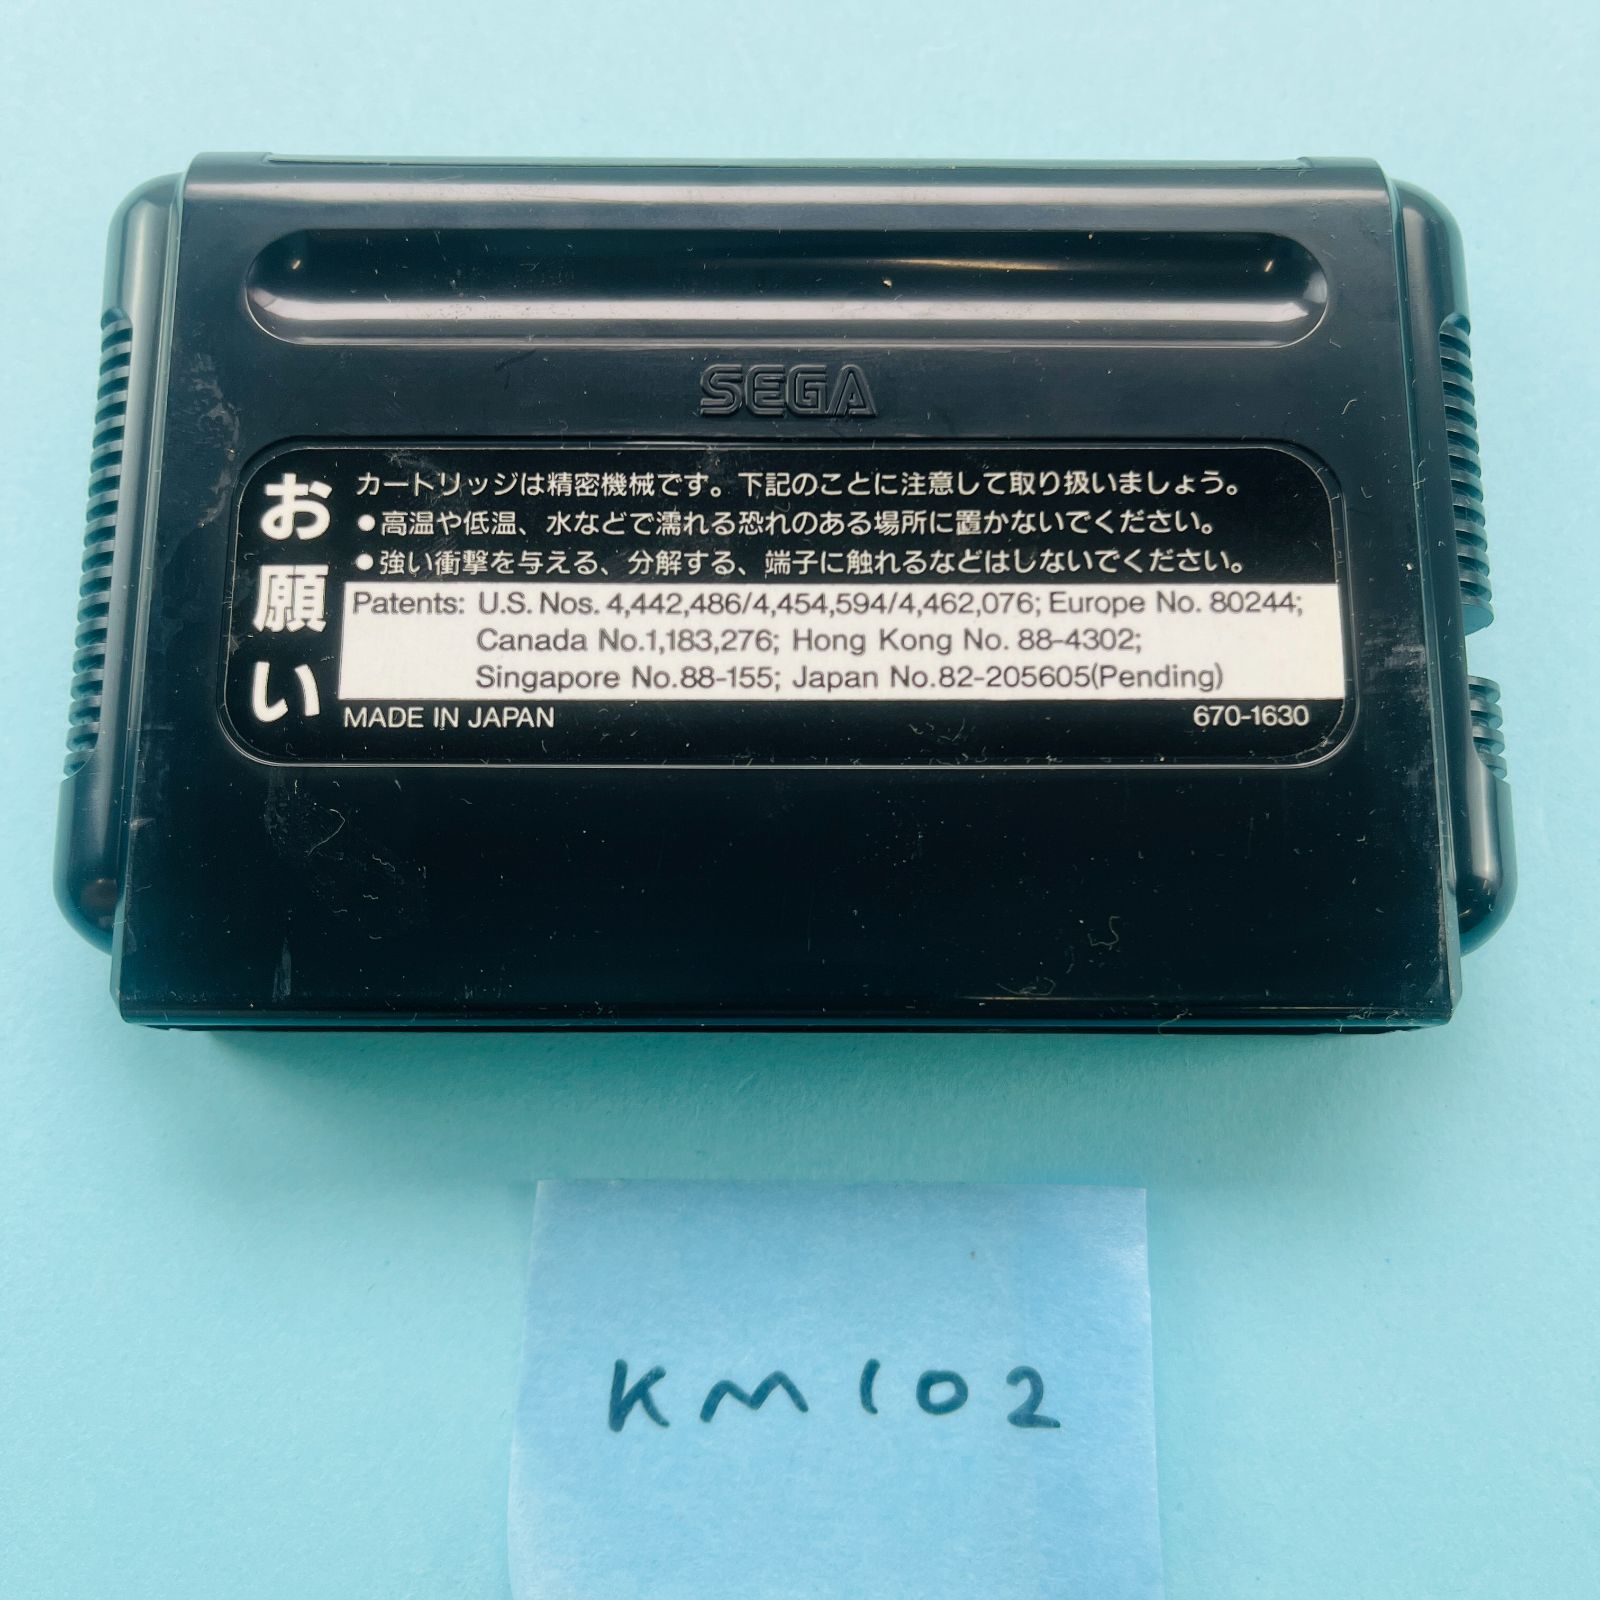 SEGA
お願い
カートリッジは精密機械です。下記のことに注意して取り扱いましょう。
●高温や低温、水などで濡れる恐れのある場所に置かないでください。
●強い衝撃を与える、分解する、端子に触れるなどはしないでください。
Patents: U.S. Nos. 4,442,486/4,454,594/4,462,076; Europe No. 80244;
Canada No.1,183,276; Hong Kong No. 88-4302;
Singapore No.88-155; Japan No.82-205605(Pending)
MADE IN JAPAN 670-1630
KM102